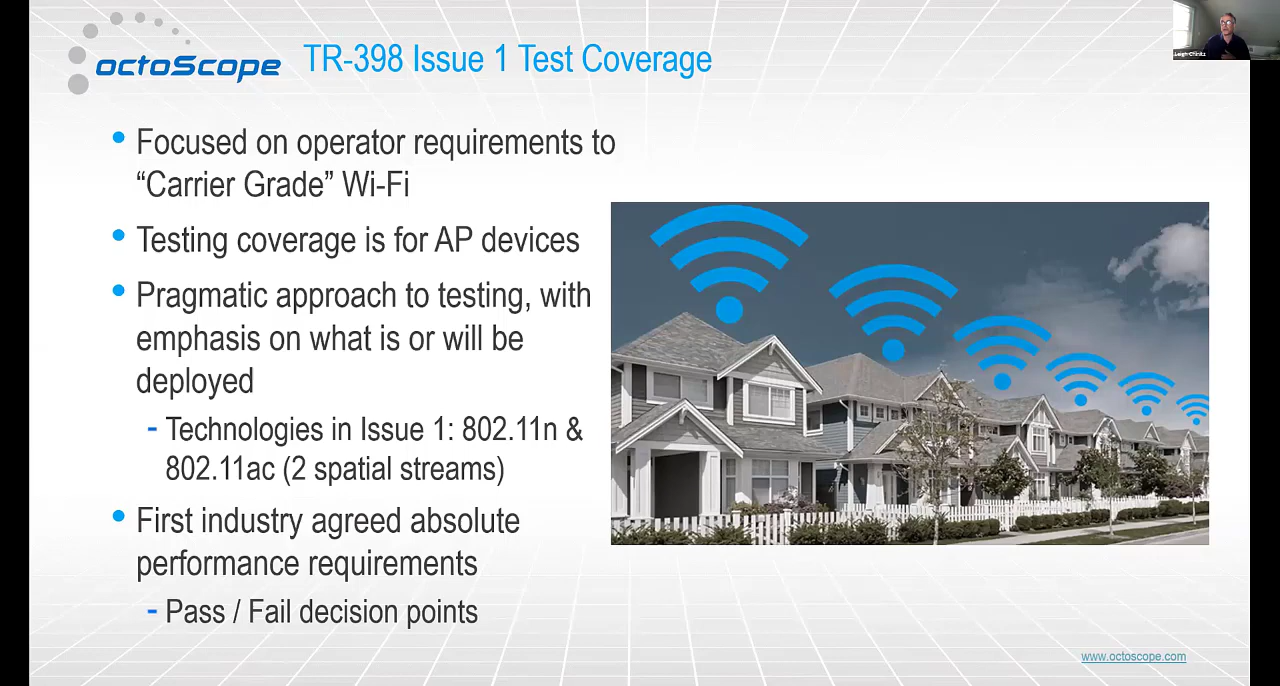 octoScope
TR-398 Issue 1 Test Coverage
Leigh Chinitz
• Focused on operator requirements to
“Carrier Grade” Wi-Fi
• Testing coverage is for AP devices
• Pragmatic approach to testing, with
emphasis on what is or will be
deployed
- Technologies in Issue 1: 802.11n &
802.11ac (2 spatial streams)
• First industry agreed absolute
performance requirements
- Pass / Fail decision points
www.octoscope.com